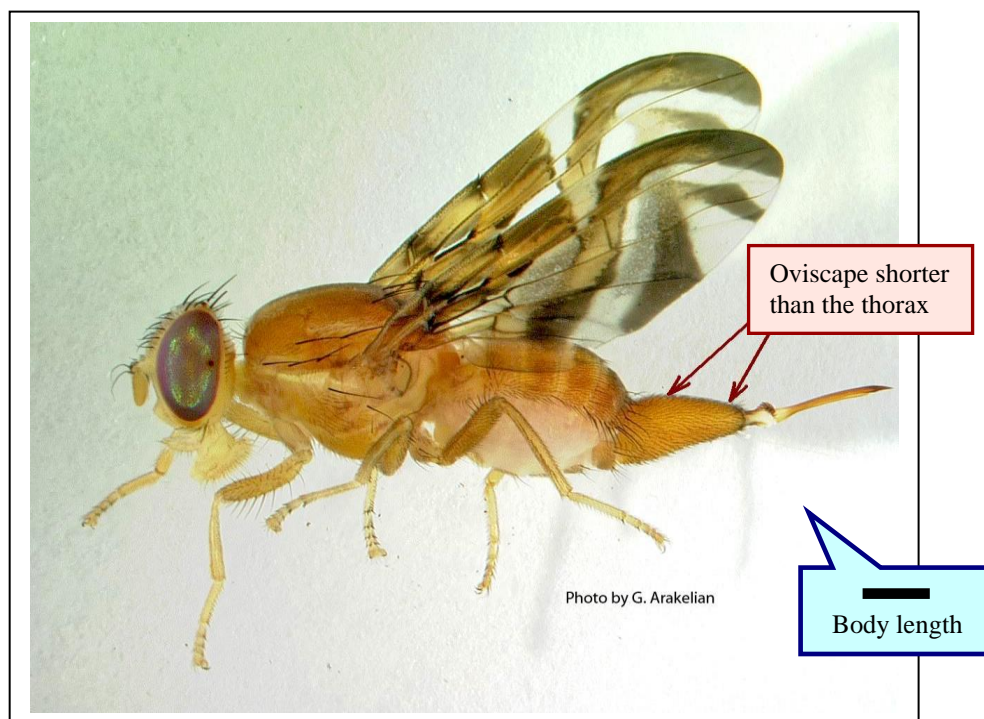 Oviscape shorter
than the thorax
Photo by G. Arakelian
Body length